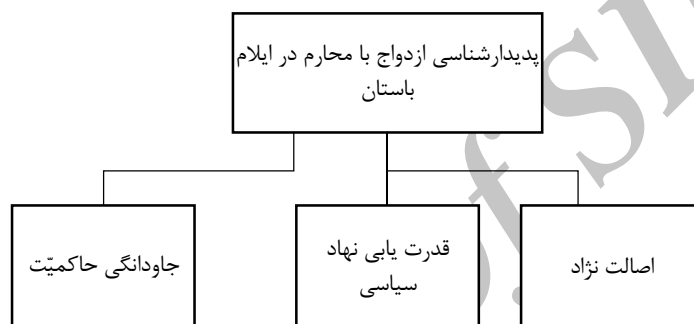 پدیدارشناسی ازدواج با محارم در ایلام
باستان
اصالت نژاد
قدرت یابی نهاد
سیاسی
جاودانگی حاکمیّت